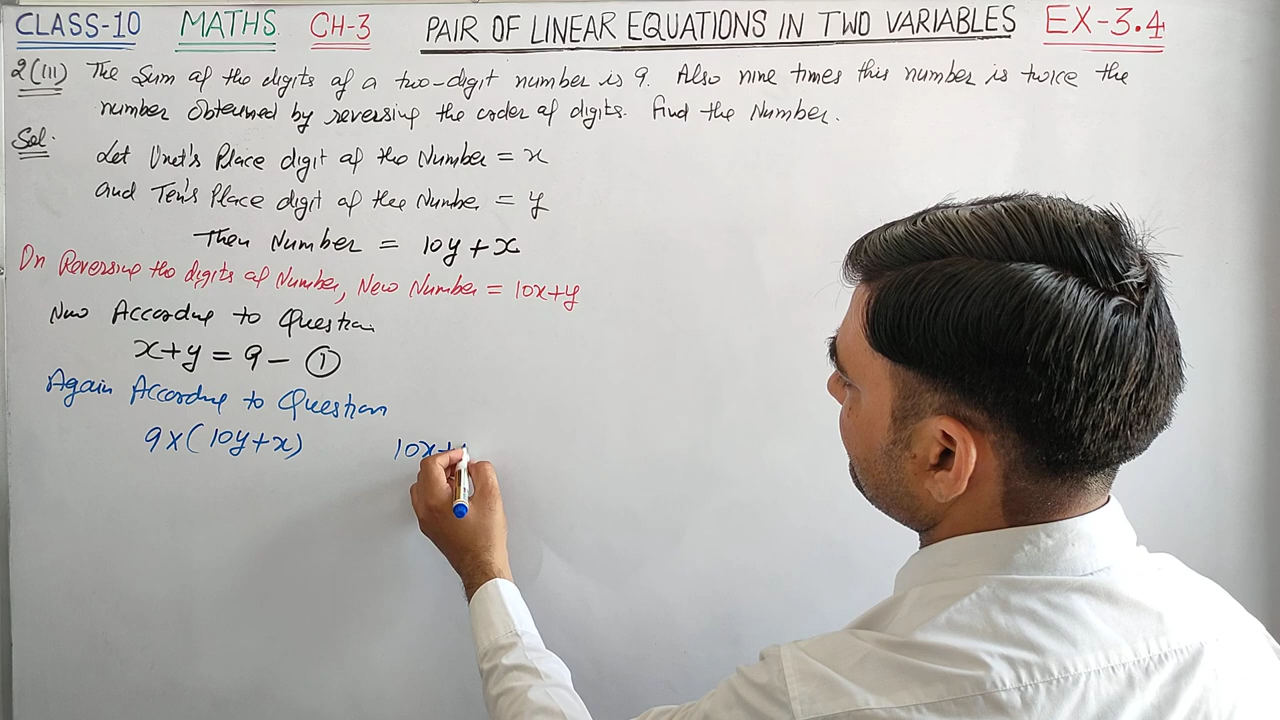 CLASS-10 MATHS CH-3 PAIR OF LINEAR EQUATIONS IN TWO VARIABLES EX-3.4
2(III) The Sum of the digits of a two-digit number is 9. Also nine times this number is twice the
number obtained by reversing the order of digits. Find the Number.
Sol.
Let Unit's Place digit of the Number = x
and Ten's Place digit of the Number = y
Then Number = 10y + x
On Reversing the digits of Number, New Number = 10x+y
Now According to Question
x+y = 9 - ①
Again According to Question
9×(10y+x) 10x+